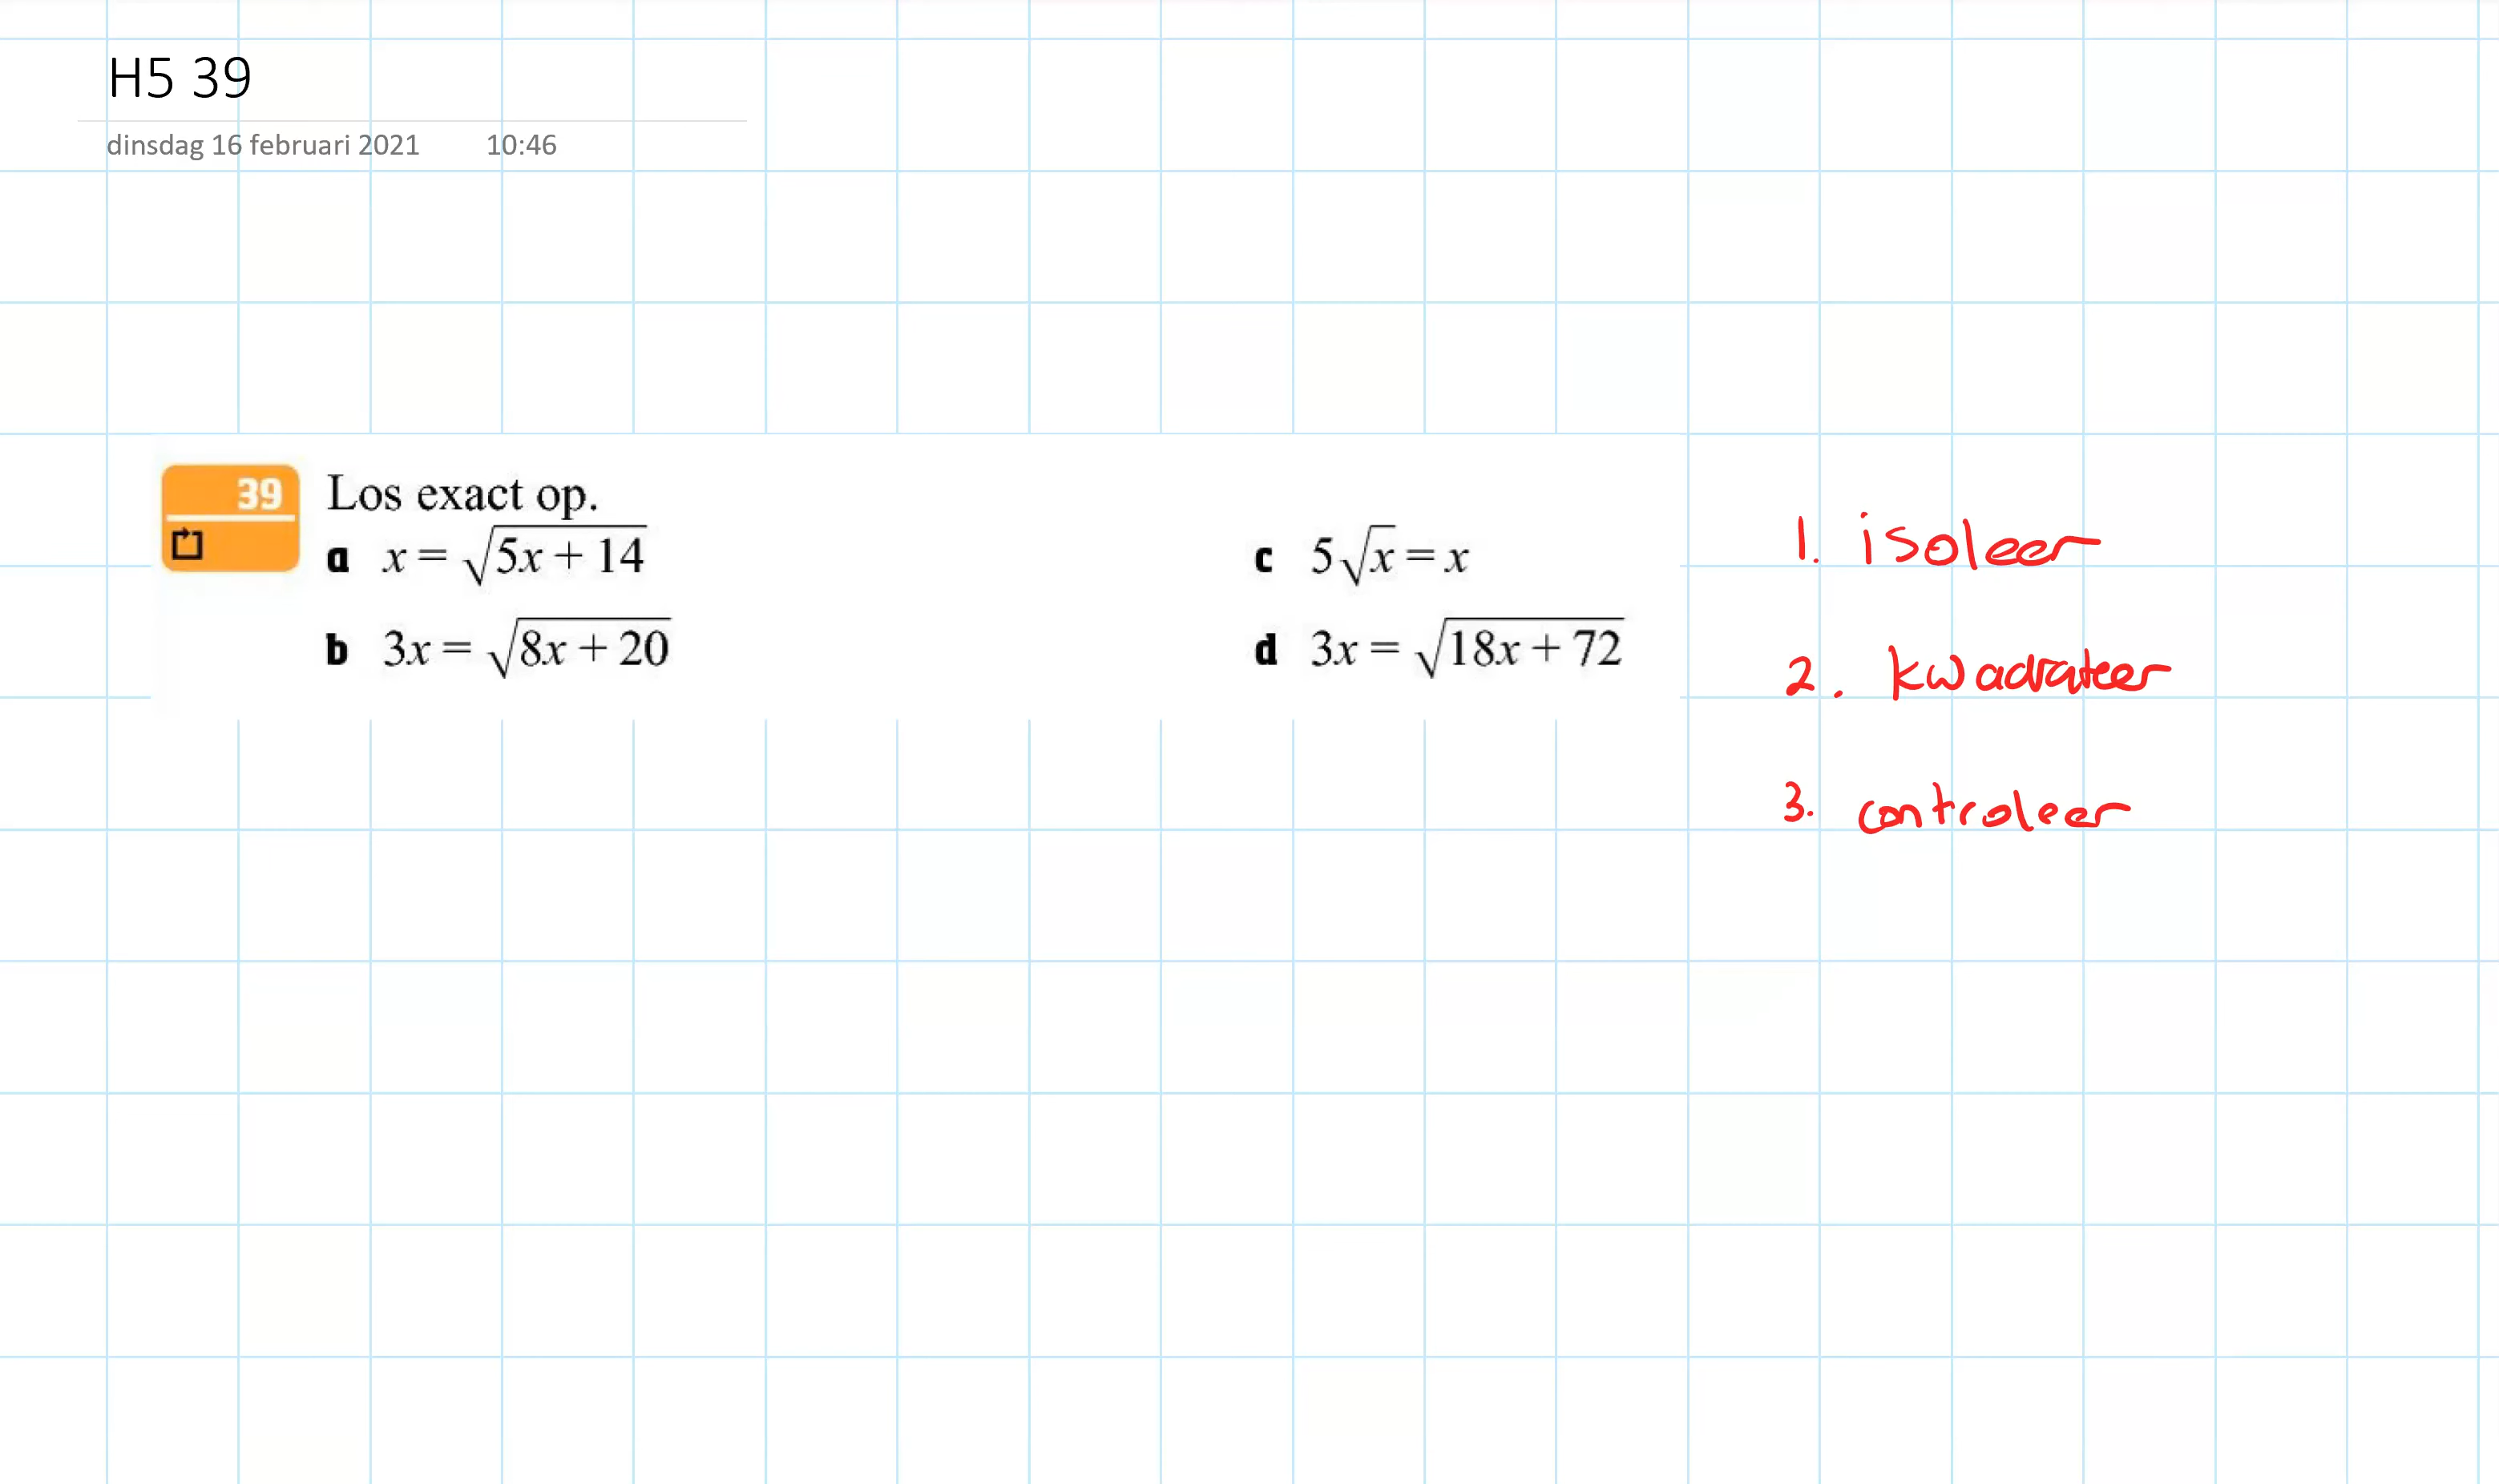 H5 39
dinsdag 16 februari 2021 10:46
39 Los exact op.
a x = √(5x + 14)
b 3x = √(8x + 20)
c 5√x = x
d 3x = √(18x + 72)
1. isoleer
2. kwadrateer
3. controleer